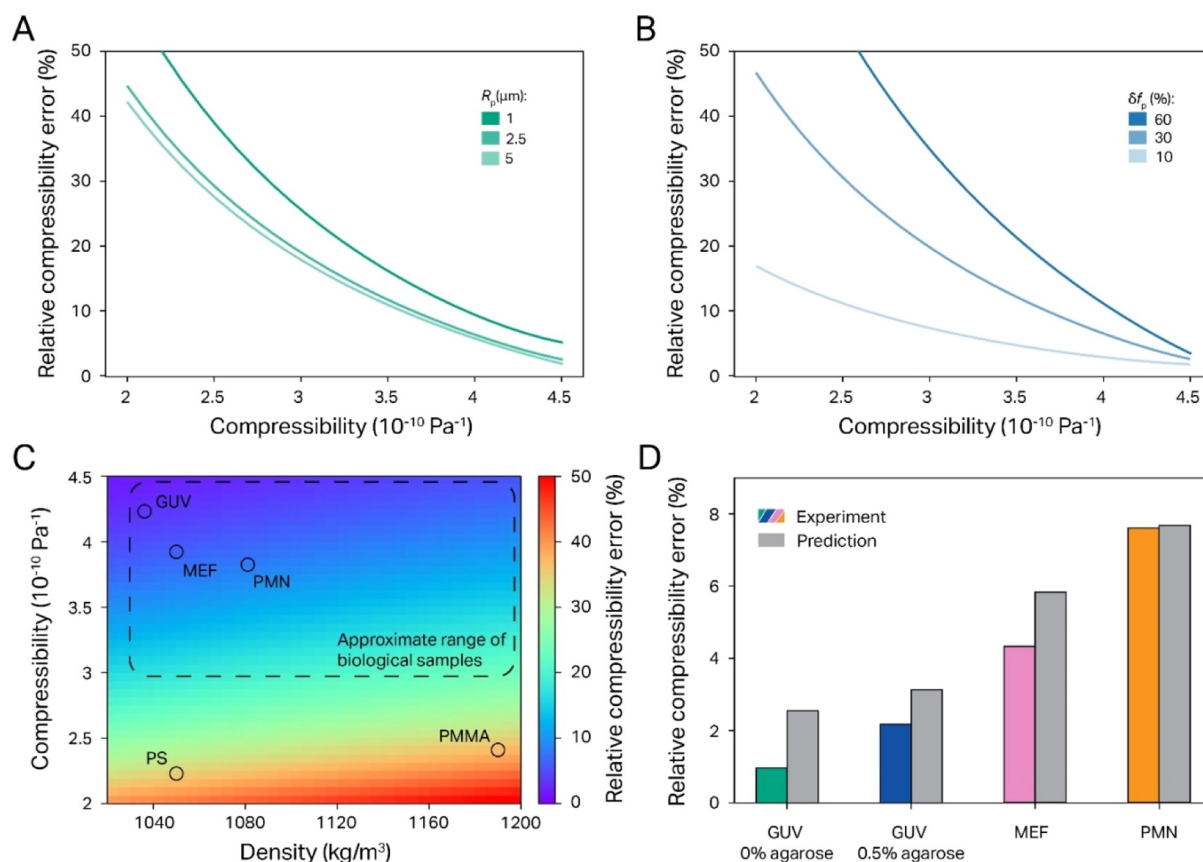 A
Relative compressibility error (%)
50
40
30
20
10
0
Rp(μm):
1
2.5
5
2
2.5
3
3.5
4
4.5
Compressibility (10⁻¹⁰ Pa⁻¹)
B
Relative compressibility error (%)
50
40
30
20
10
0
δfp (%):
60
30
10
2
2.5
3
3.5
4
4.5
Compressibility (10⁻¹⁰ Pa⁻¹)
C
Compressibility (10⁻¹⁰ Pa⁻¹)
4.5
4
3.5
3
2.5
2
GUV
MEF
PMN
Approximate range of
biological samples
PS
PMMA
1040
1080
1120
1160
1200
Density (kg/m³)
50
40
30
20
10
0
Relative compressibility error (%)
D
Relative compressibility error (%)
8
6
4
2
0
Experiment
Prediction
GUV
0% agarose
GUV
0.5% agarose
MEF
PMN